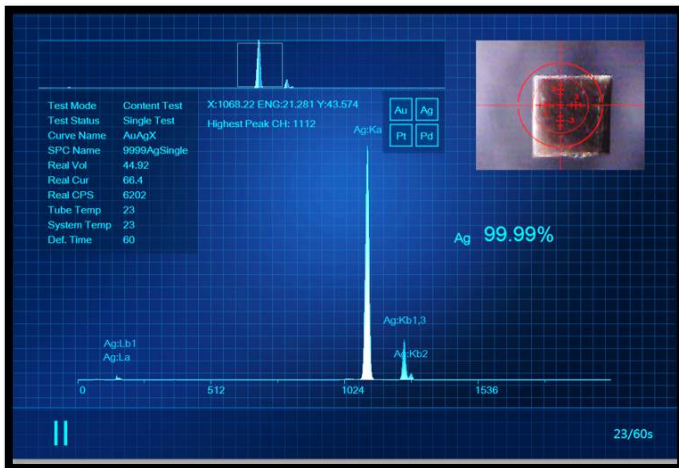 Test Mode Content Test
Test Status Single Test
Curve Name AuAgX
SPC Name 9999AgSingle
Real Vol 44.92
Real Cur 66.4
Real CPS 6202
Tube Temp 23
System Temp 23
Def. Time 60
X:1068.22 ENG:21.281 Y:43.574
Highest Peak CH: 1112
Au Ag
Pt Pd
Ag:Ka
Ag 99.99%
Ag:Kb1,3
Ag:Kb2
Ag:Lb1
Ag:La
0 512 1024 1536
23/60s